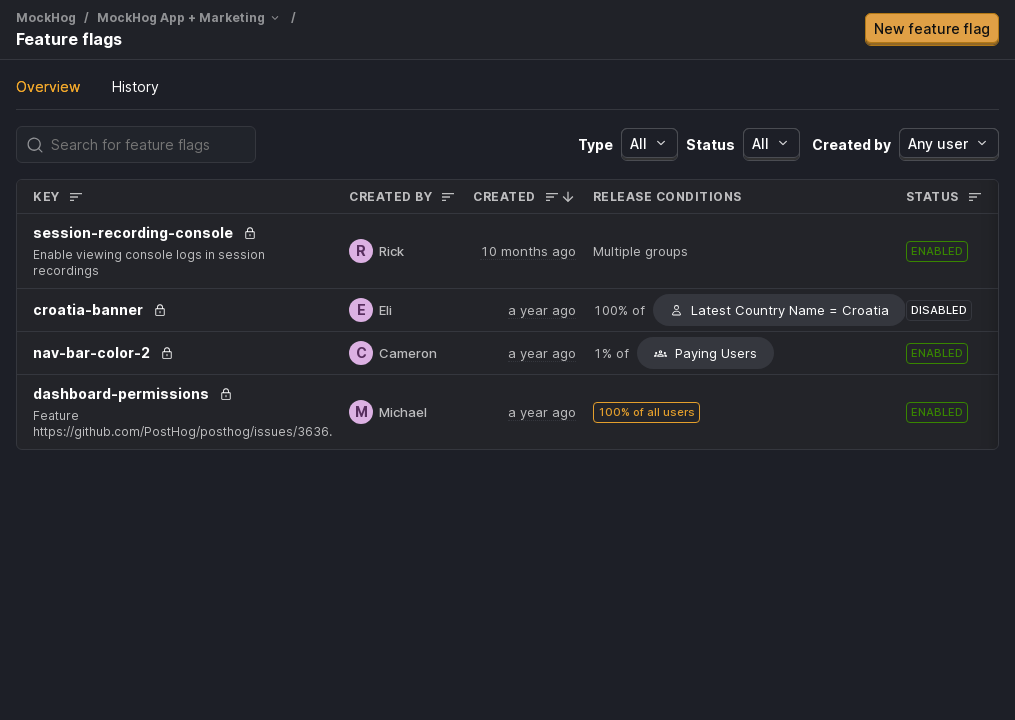 MockHog / MockHog App + Marketing /
Feature flags
New feature flag
Overview History
Search for feature flags
Type All Status All Created by Any user
KEY CREATED BY CREATED RELEASE CONDITIONS STATUS
session-recording-console
Enable viewing console logs in session
recordings
R Rick 10 months ago Multiple groups ENABLED
croatia-banner E Eli a year ago 100% of Latest Country Name = Croatia DISABLED
nav-bar-color-2 C Cameron a year ago 1% of Paying Users ENABLED
dashboard-permissions
Feature
https://github.com/PostHog/posthog/issues/3636.
M Michael a year ago 100% of all users ENABLED